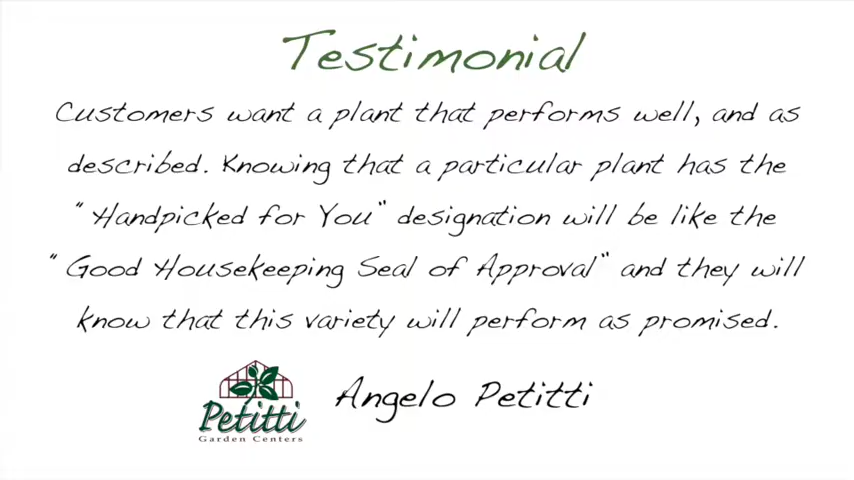 Testimonial
Customers want a plant that performs well, and as
described. Knowing that a particular plant has the
"Handpicked for You" designation will be like the
"Good Housekeeping Seal of Approval" and they will
know that this variety will perform as promised.
Petitti
Garden Centers
Angelo Petitti